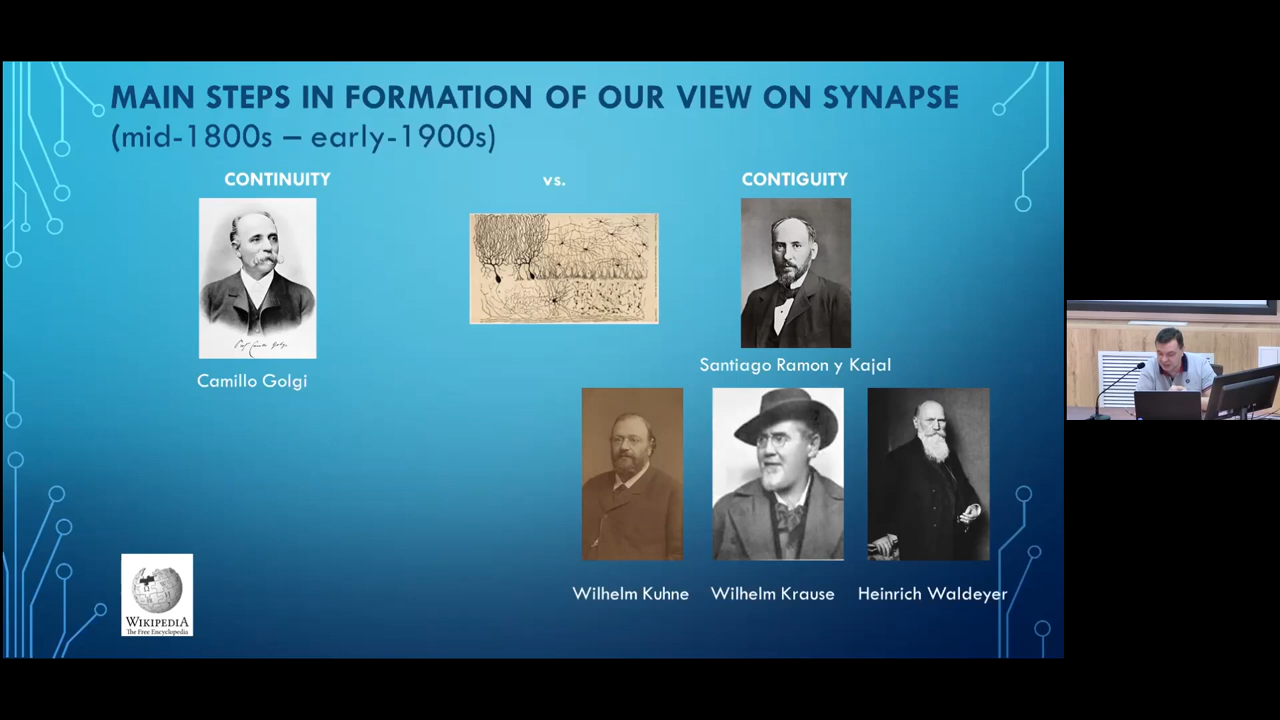 MAIN STEPS IN FORMATION OF OUR VIEW ON SYNAPSE
(mid-1800s – early-1900s)
CONTINUITY
vs.
CONTIGUITY
Camillo Golgi
Santiago Ramon y Kajal
Wilhelm Kuhne
Wilhelm Krause
Heinrich Waldeyer
WIKIPEDIA
The Free Encyclopedia